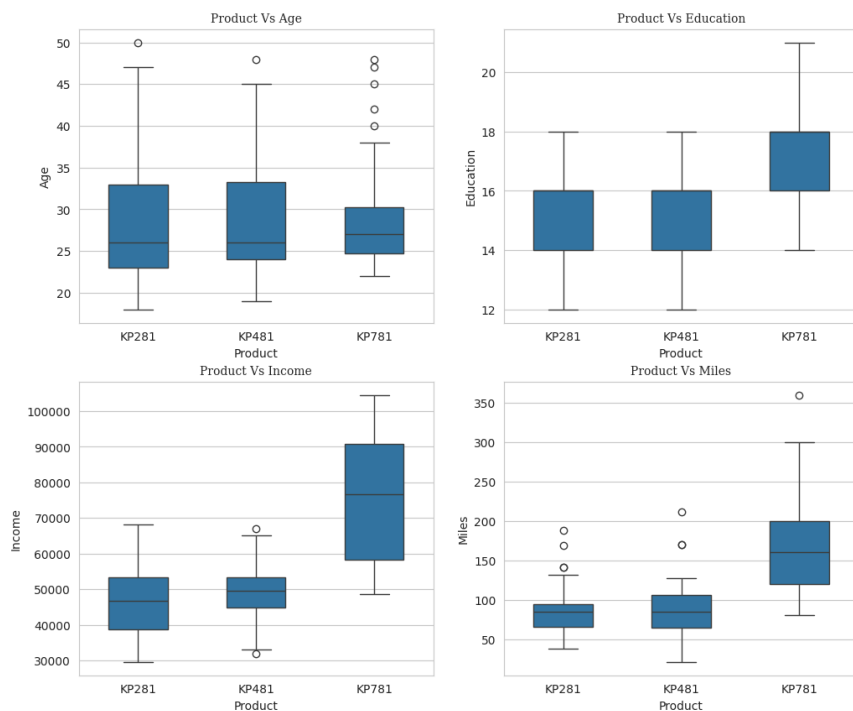 Product Vs Age
50
45
40
35
30
25
20
Age
KP281 KP481 KP781
Product
Product Vs Education
20
18
16
14
12
Education
KP281 KP481 KP781
Product
Product Vs Income
100000
90000
80000
70000
60000
50000
40000
30000
Income
KP281 KP481 KP781
Product
Product Vs Miles
350
300
250
200
150
100
50
Miles
KP281 KP481 KP781
Product